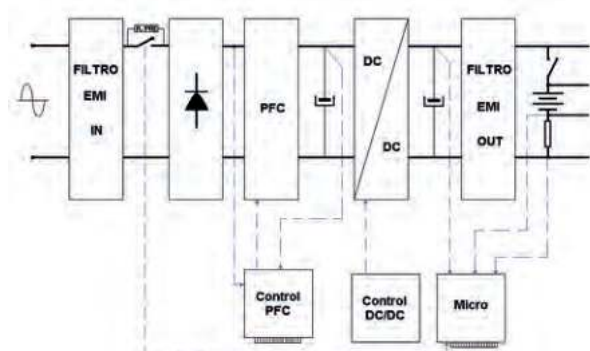 FILTRO
EMI
IN
PFC
DC
DC
FILTRO
EMI
OUT
Control
PFC
Control
DC/DC
Micro